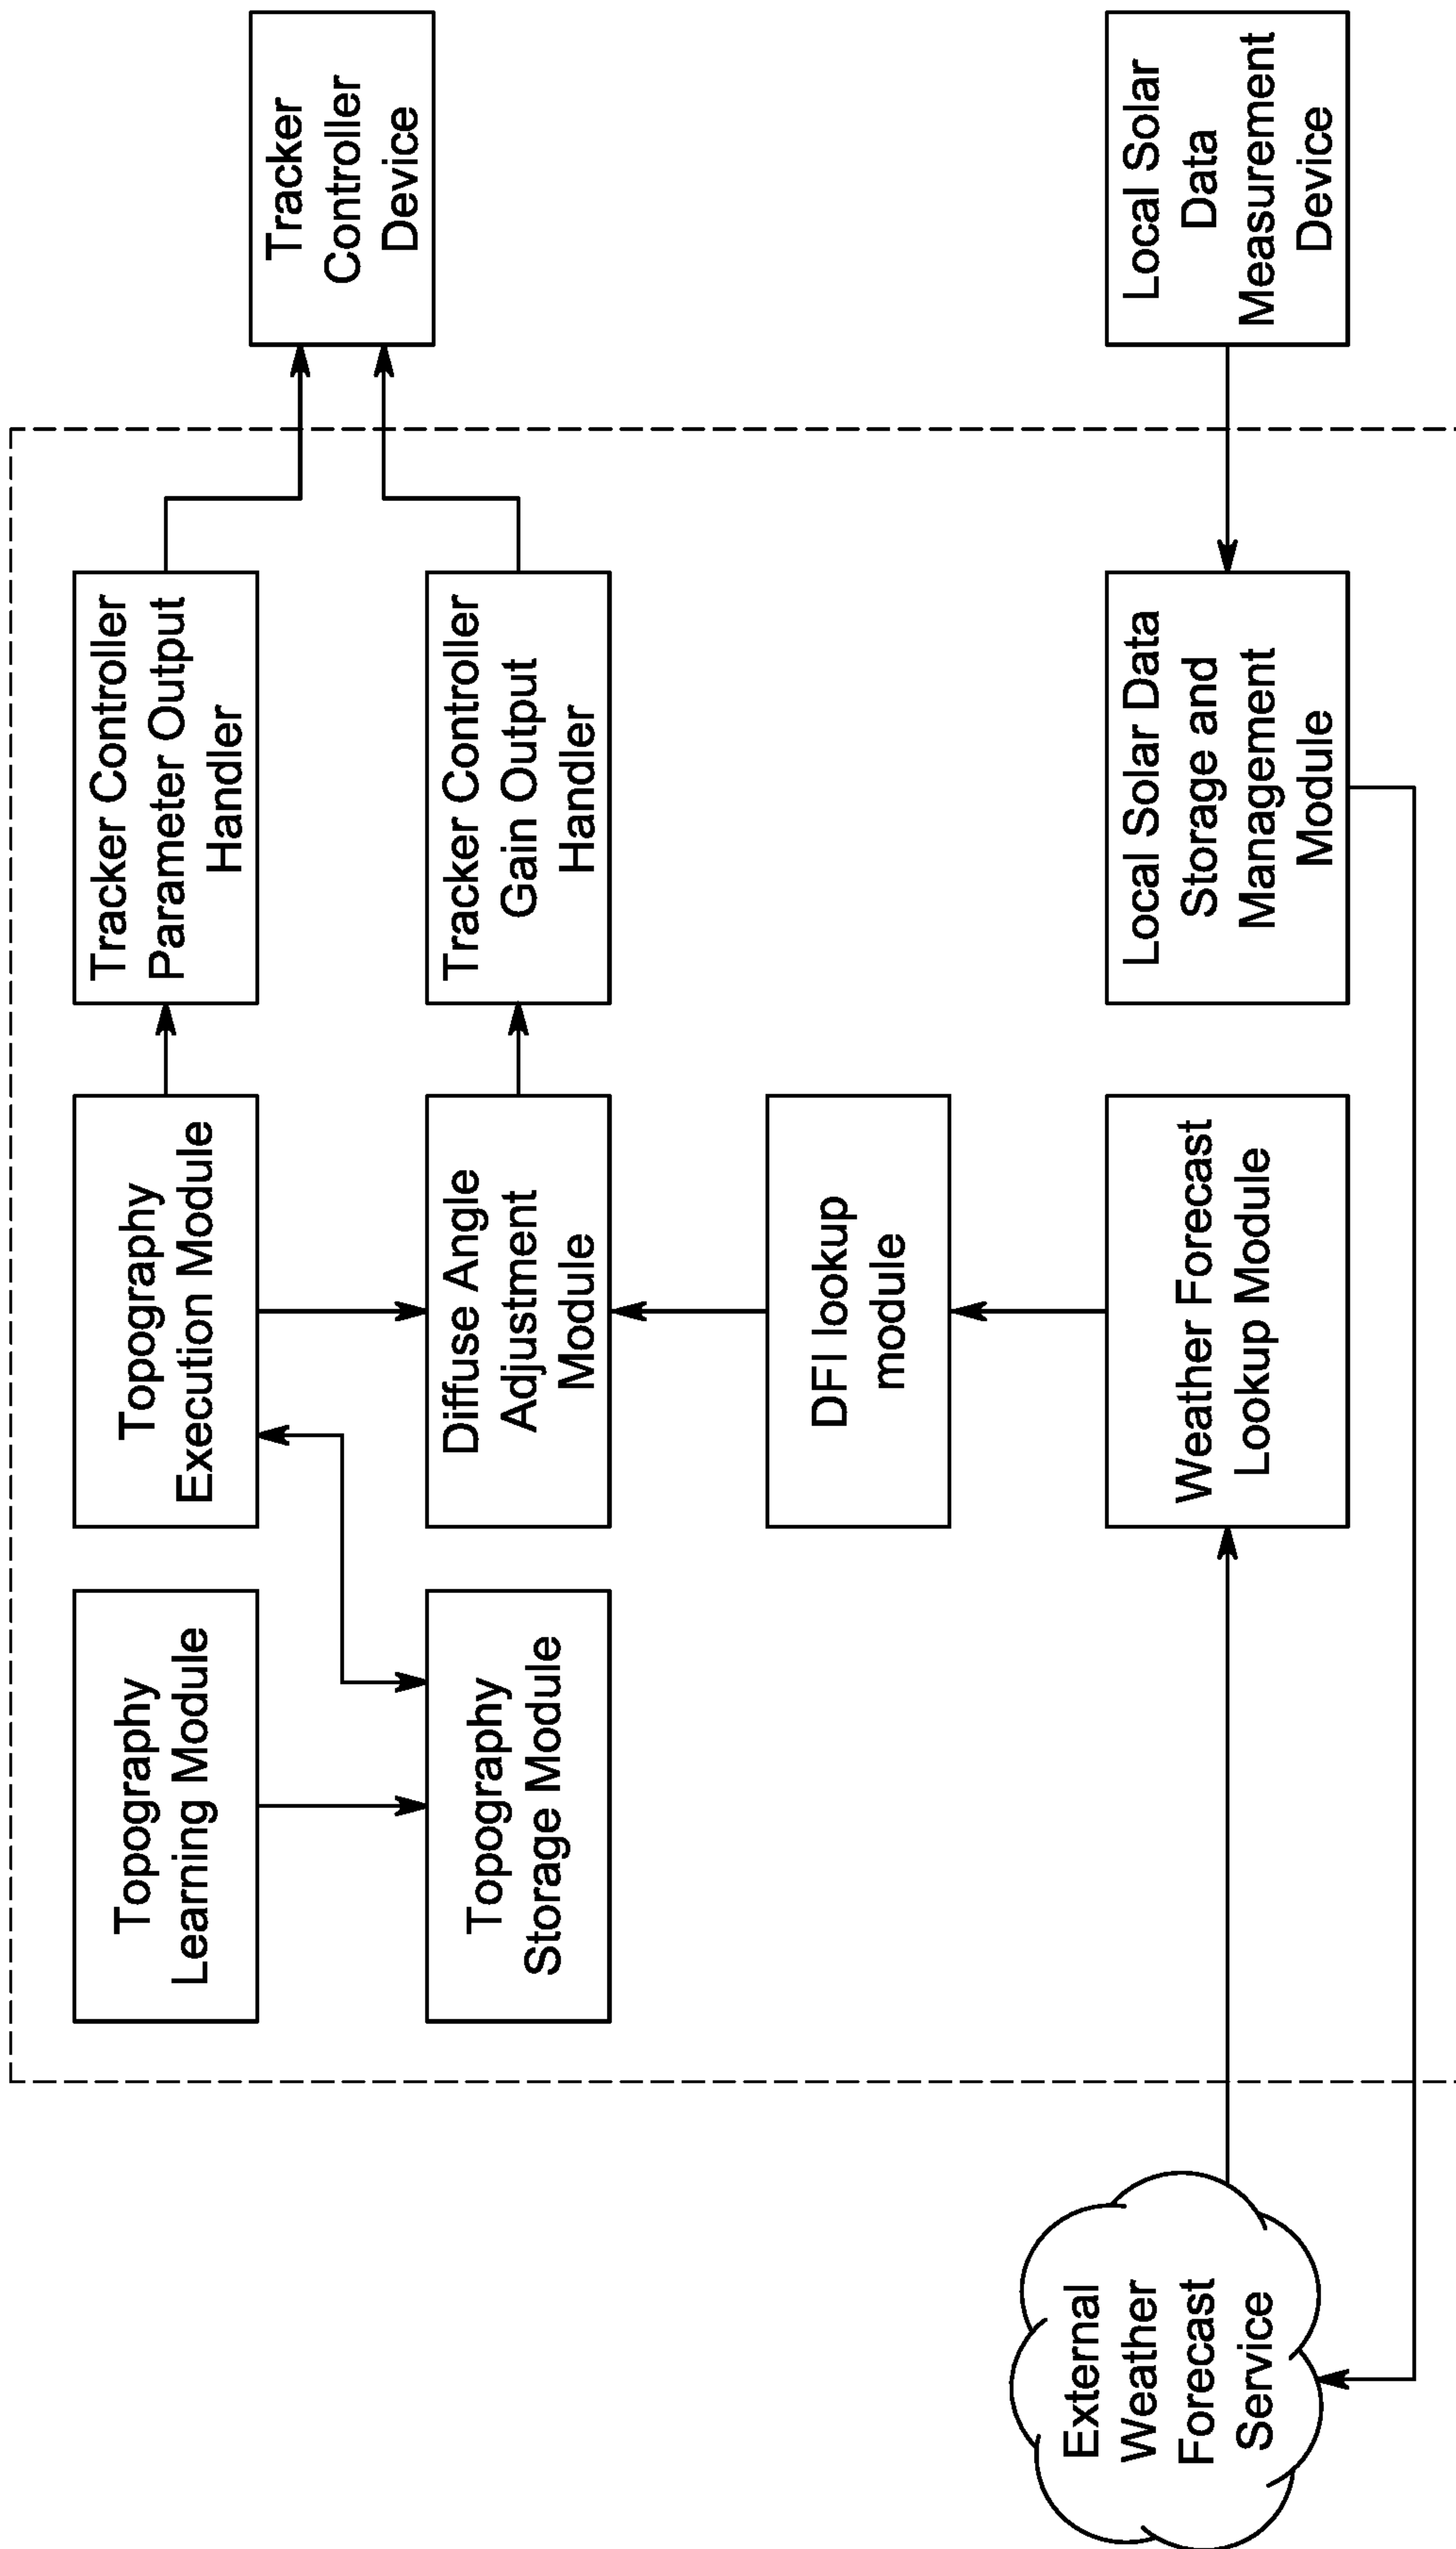 Topography
Learning Module
Topography
Execution Module
Tracker Controller
Parameter Output
Handler
Tracker
Controller
Device
Topography
Storage Module
Diffuse Angle
Adjustment
Module
Tracker Controller
Gain Output
Handler
DFI lookup
module
External
Weather
Forecast
Service
Weather Forecast
Lookup Module
Local Solar Data
Storage and
Management
Module
Local Solar
Data
Measurement
Device